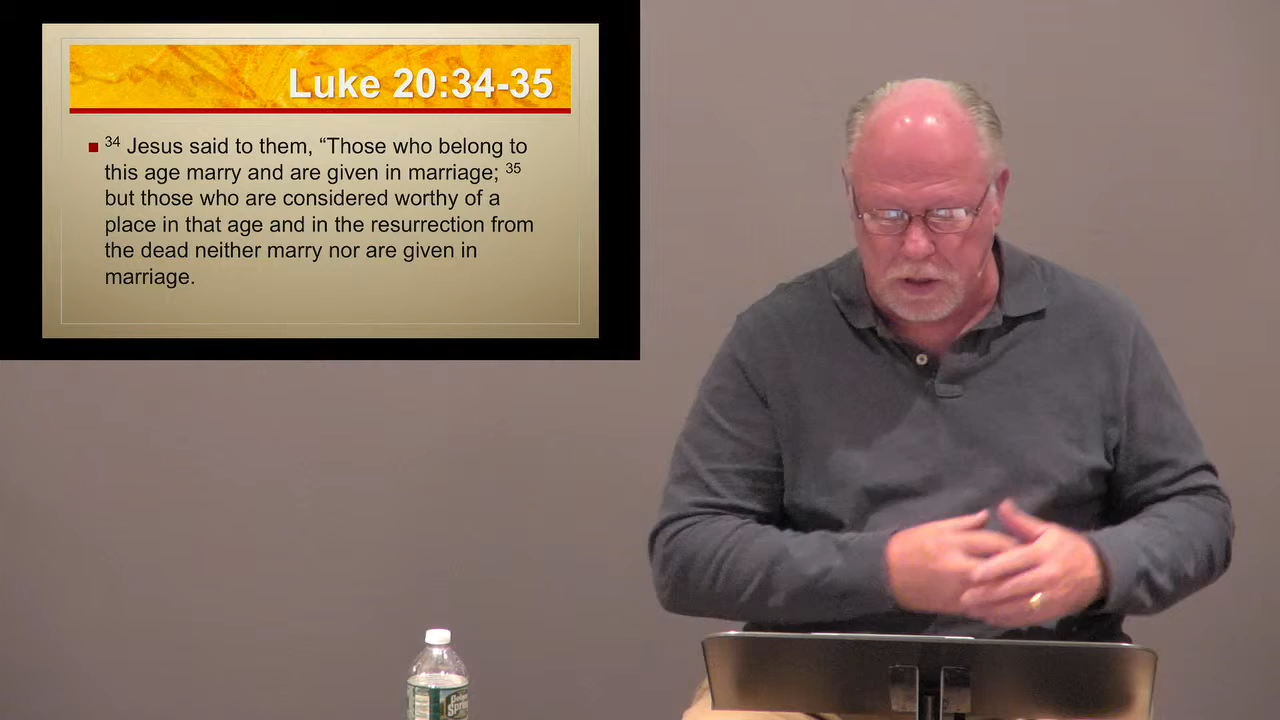 Luke 20:34-35
34 Jesus said to them, “Those who belong to
this age marry and are given in marriage; 35
but those who are considered worthy of a
place in that age and in the resurrection from
the dead neither marry nor are given in
marriage.